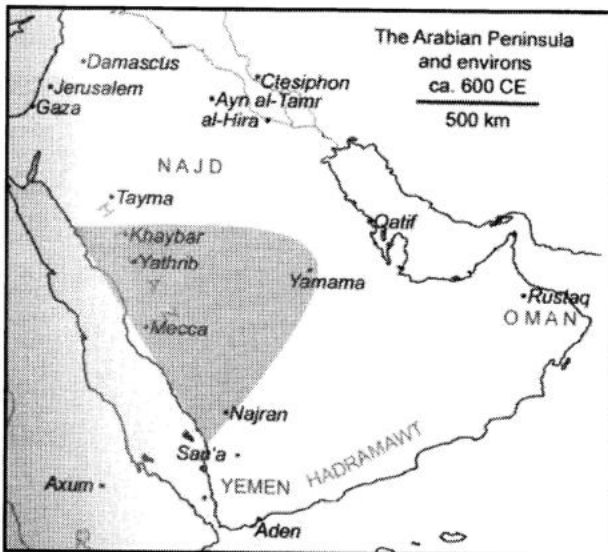 The Arabian Peninsula
and environs
ca. 600 CE
500 km
Damascus
Jerusalem
Gaza
Ctesiphon
Ayn al-Tamr
al-Hira
NAJD
Tayma
Khaybar
Yathrib
Mecca
Yamama
Qatif
Rustaq
OMAN
Najran
San'a
HADRAMAWT
YEMEN
Axum
Aden